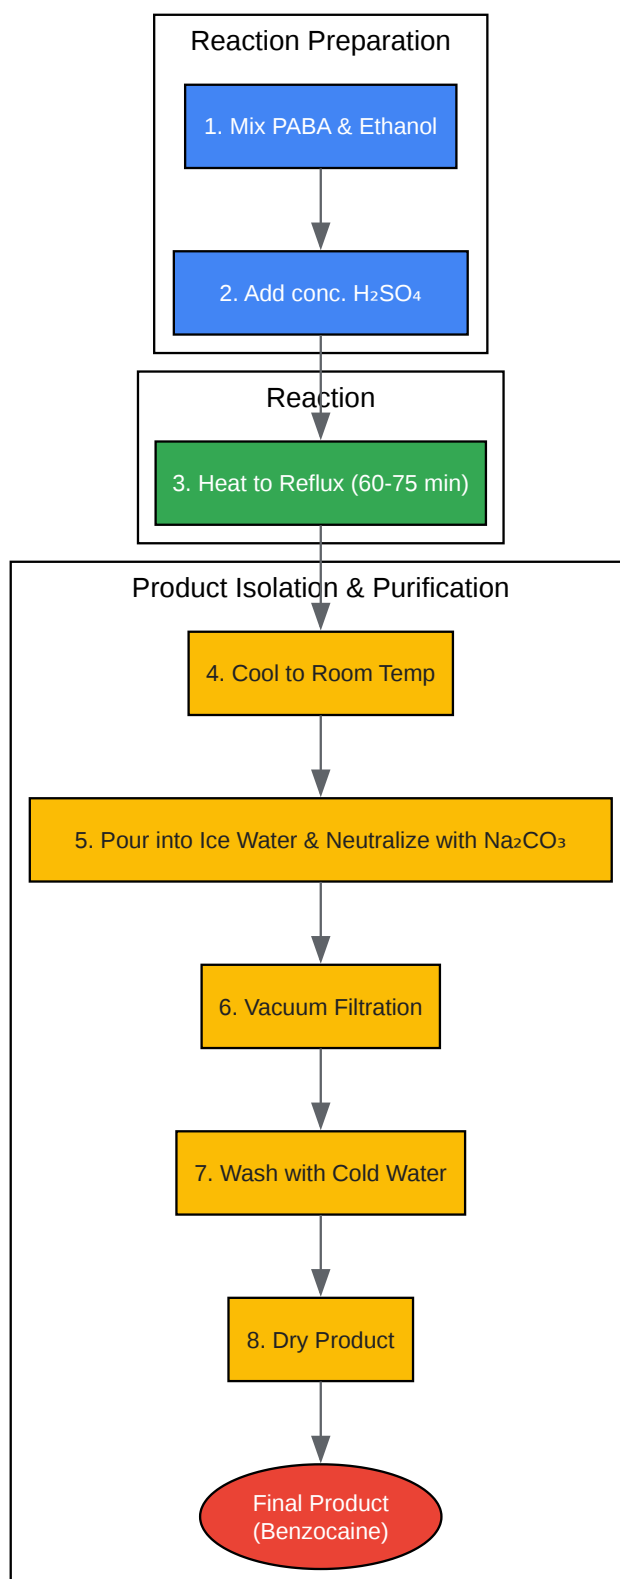 Reaction Preparation
1. Mix PABA & Ethanol
2. Add conc. H₂SO₄
Reaction
3. Heat to Reflux (60-75 min)
Product Isolation & Purification
4. Cool to Room Temp
5. Pour into Ice Water & Neutralize with Na₂CO₃
6. Vacuum Filtration
7. Wash with Cold Water
8. Dry Product
Final Product
(Benzocaine)